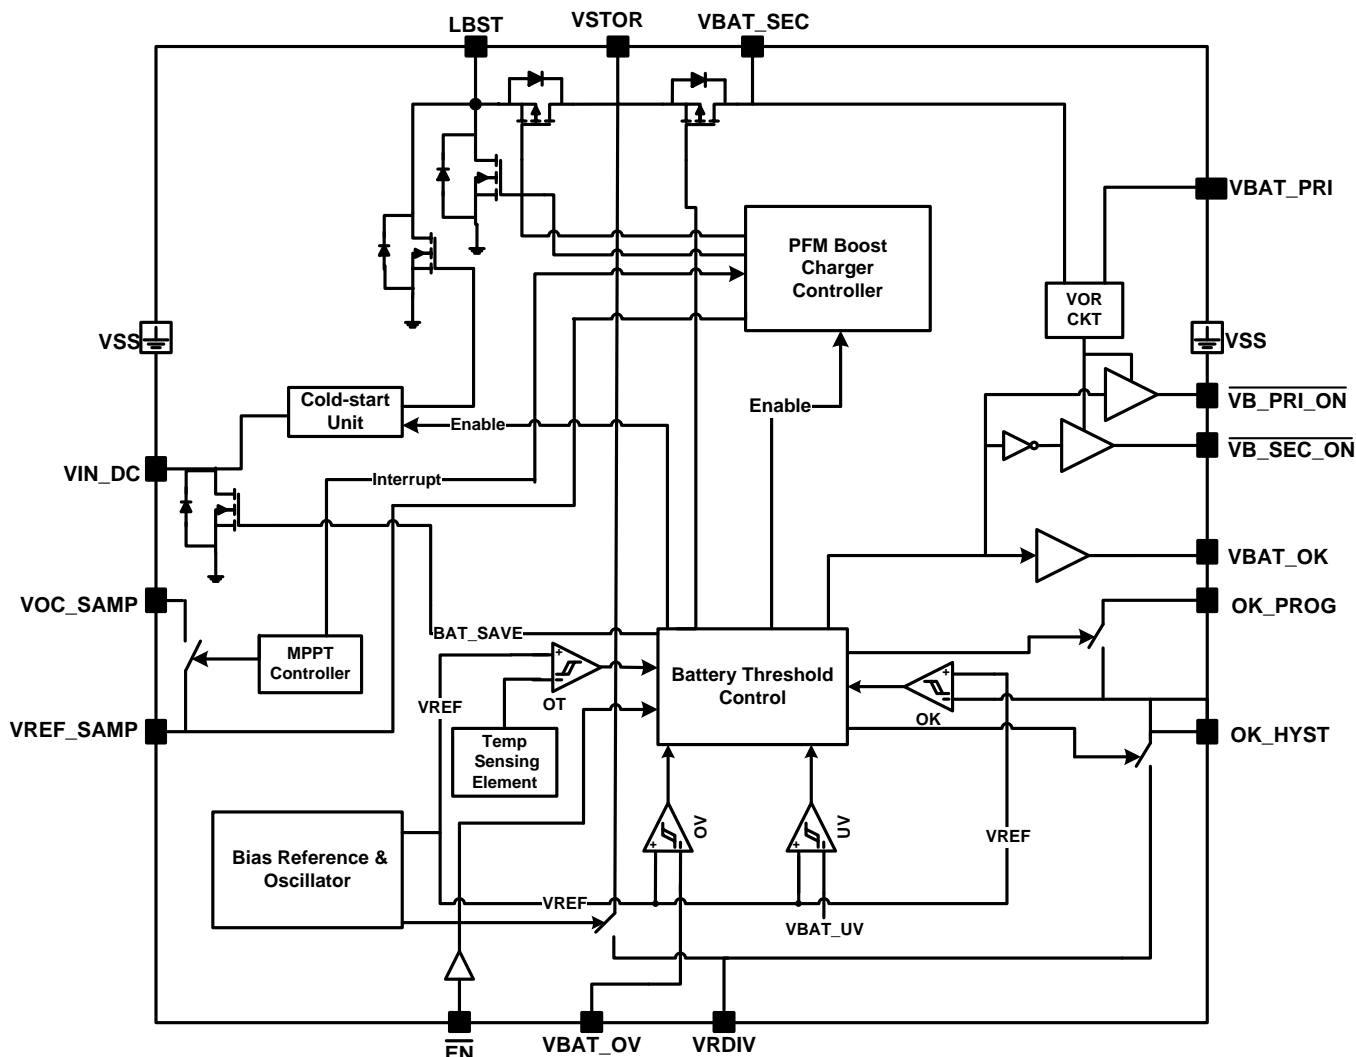 LBST
VSTOR
VBAT_SEC
VBAT_PRI
PFM Boost
Charger
Controller
VOR
CKT
VSS
VSS
Cold-start
Unit
Enable
Enable
VB_PRI_ON
VB_SEC_ON
VIN_DC
Interrupt
VBAT_OK
VOC_SAMP
OK_PROG
MPPT
Controller
BAT_SAVE
+
Battery Threshold
Control
+
VREF
OT
OK
VREF_SAMP
OK_HYST
Temp
Sensing
Element
Bias Reference &
Oscillator
OV
UV
+
+
VREF
VREF
VBAT_UV
EN
VBAT_OV
VRDIV